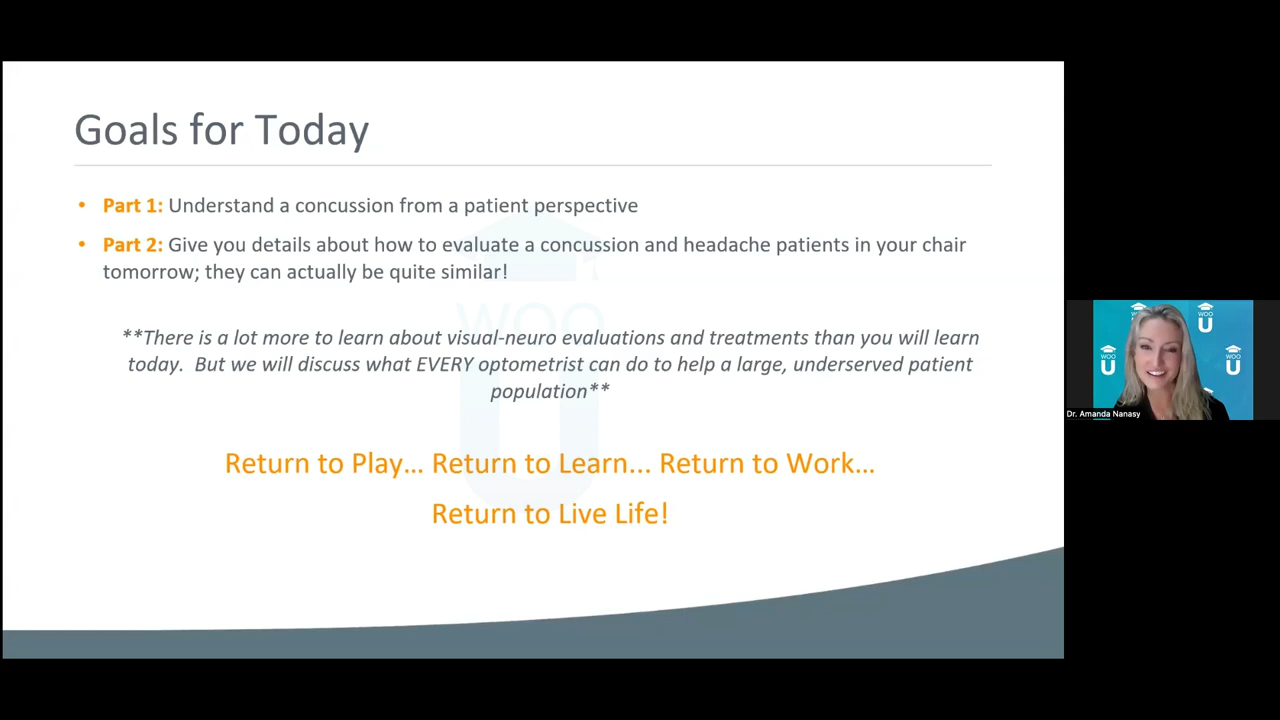 Goals for Today
• Part 1: Understand a concussion from a patient perspective
• Part 2: Give you details about how to evaluate a concussion and headache patients in your chair
tomorrow; they can actually be quite similar!
**There is a lot more to learn about visual-neuro evaluations and treatments than you will learn
today. But we will discuss what EVERY optometrist can do to help a large, underserved patient
population**
Return to Play... Return to Learn... Return to Work...
Return to Live Life!
WOO
U
WOO
U
WOO
U
U
Dr. Amanda Nanasy